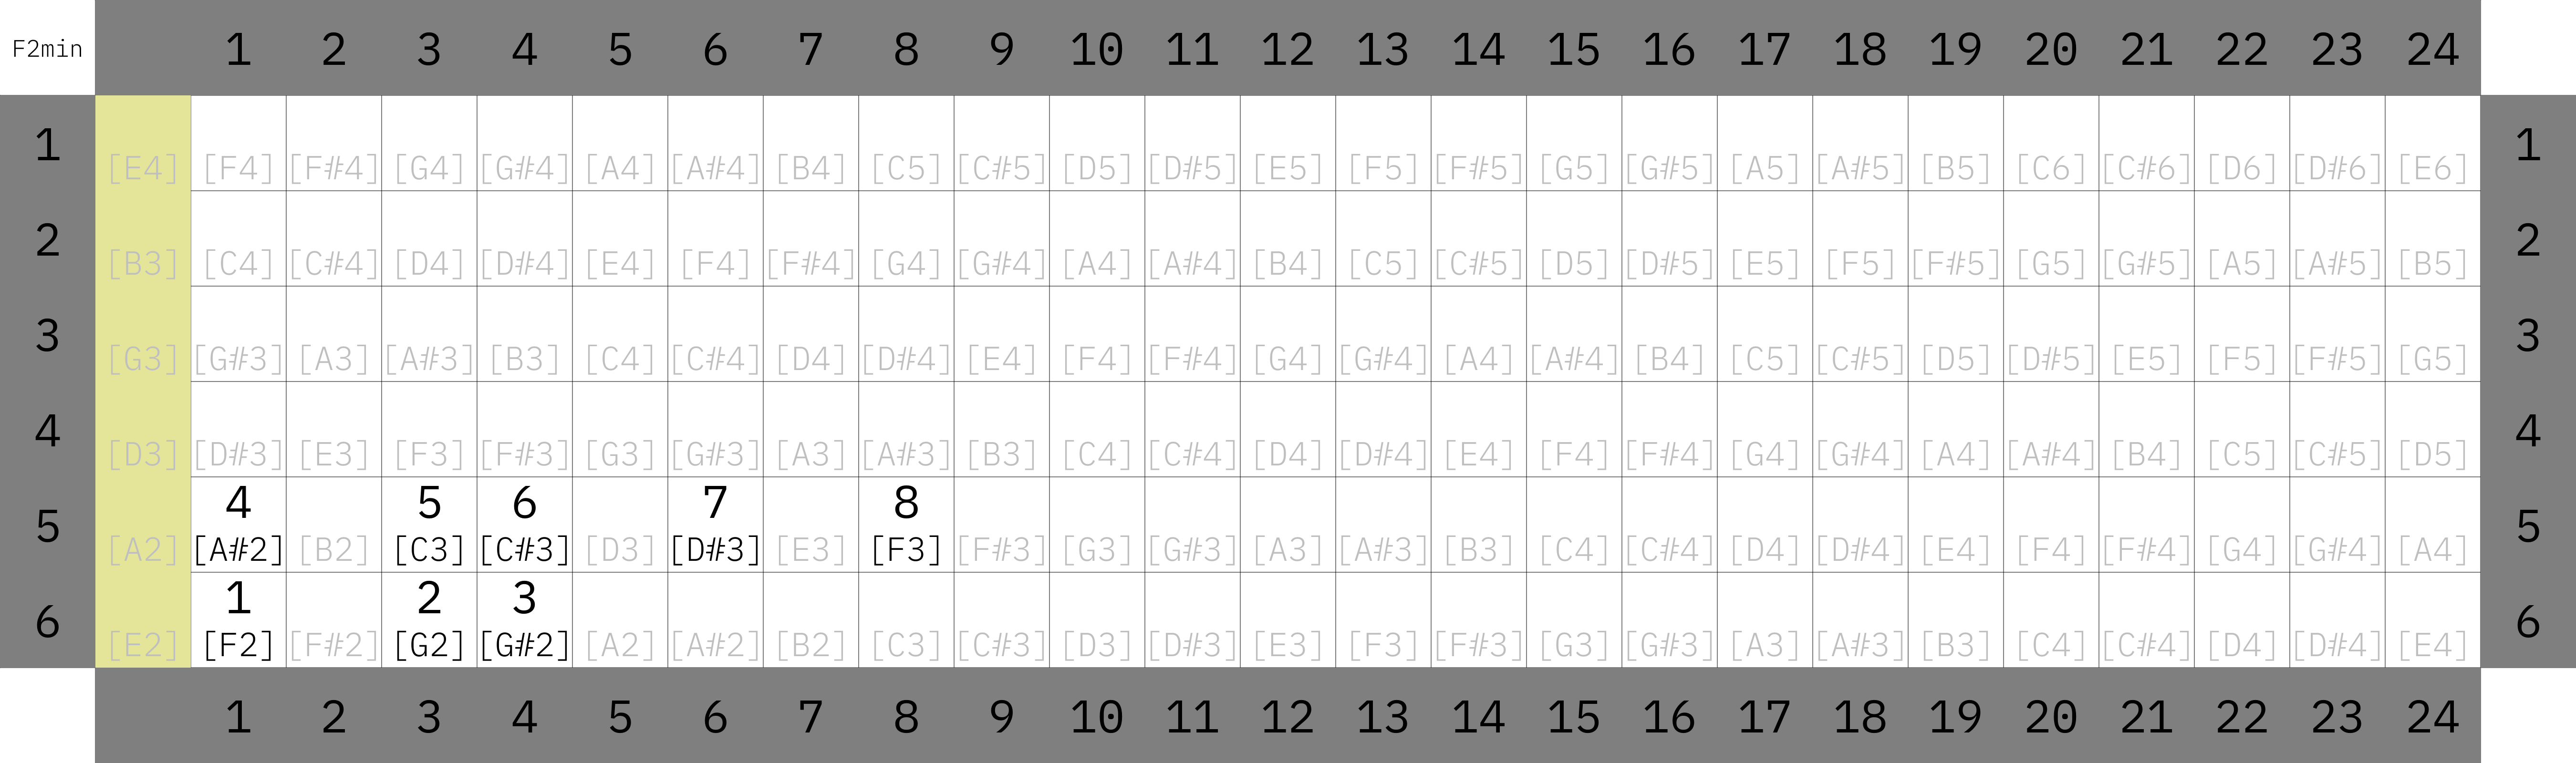 F2min 1 2 3 4 5 6 7 8 9 10 11 12 13 14 15 16 17 18 19 20 21 22 23 24
1 [E4] [F4] [F#4] [G4] [G#4] [A4] [A#4] [B4] [C5] [C#5] [D5] [D#5] [E5] [F5] [F#5] [G5] [G#5] [A5] [A#5] [B5] [C6] [C#6] [D6] [D#6] [E6] 1
2 [B3] [C4] [C#4] [D4] [D#4] [E4] [F4] [F#4] [G4] [G#4] [A4] [A#4] [B4] [C5] [C#5] [D5] [D#5] [E5] [F5] [F#5] [G5] [G#5] [A5] [A#5] [B5] 2
3 [G3] [G#3] [A3] [A#3] [B3] [C4] [C#4] [D4] [D#4] [E4] [F4] [F#4] [G4] [G#4] [A4] [A#4] [B4] [C5] [C#5] [D5] [D#5] [E5] [F5] [F#5] [G5] 3
4 [D3] [D#3] [E3] [F3] [F#3] [G3] [G#3] [A3] [A#3] [B3] [C4] [C#4] [D4] [D#4] [E4] [F4] [F#4] [G4] [G#4] [A4] [A#4] [B4] [C5] [C#5] [D5] 4
4 5 6 7 8
5 [A2] [A#2] [B2] [C3] [C#3] [D3] [D#3] [E3] [F3] [F#3] [G3] [G#3] [A3] [A#3] [B3] [C4] [C#4] [D4] [D#4] [E4] [F4] [F#4] [G4] [G#4] [A4] 5
1 2 3
6 [E2] [F2] [F#2] [G2] [G#2] [A2] [A#2] [B2] [C3] [C#3] [D3] [D#3] [E3] [F3] [F#3] [G3] [G#3] [A3] [A#3] [B3] [C4] [C#4] [D4] [D#4] [E4] 6
1 2 3 4 5 6 7 8 9 10 11 12 13 14 15 16 17 18 19 20 21 22 23 24